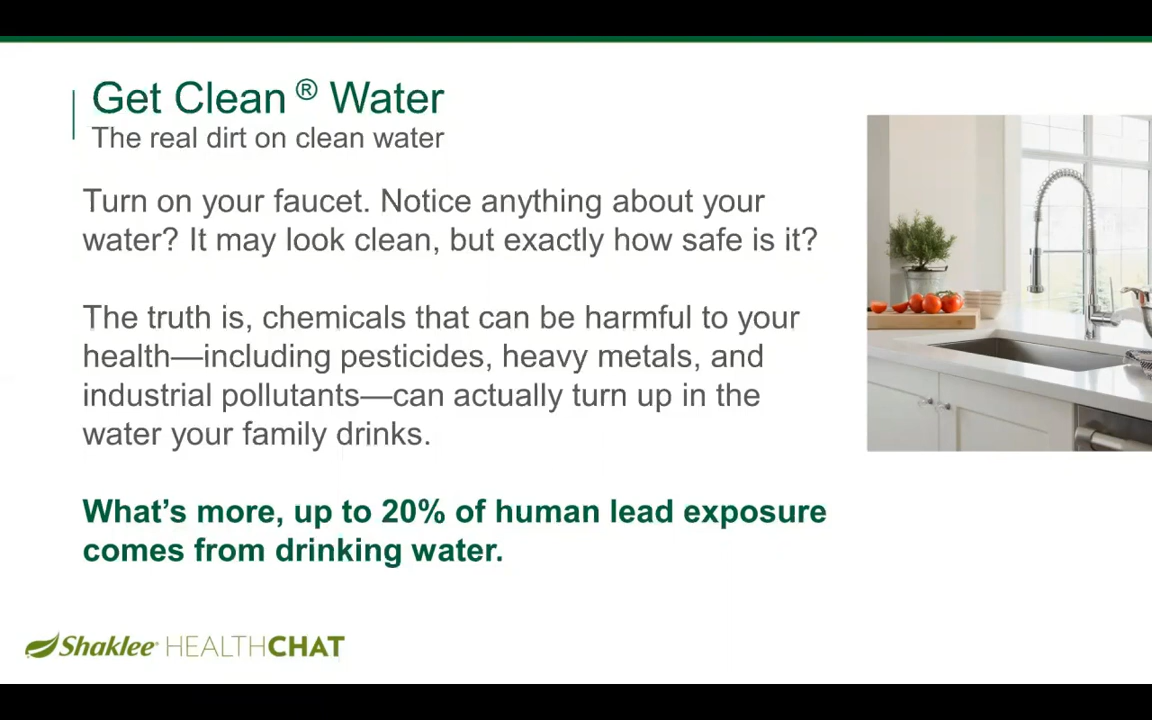 Get Clean ® Water
The real dirt on clean water
Turn on your faucet. Notice anything about your
water? It may look clean, but exactly how safe is it?
The truth is, chemicals that can be harmful to your
health—including pesticides, heavy metals, and
industrial pollutants—can actually turn up in the
water your family drinks.
What’s more, up to 20% of human lead exposure
comes from drinking water.
Shaklee® HEALTHCHAT